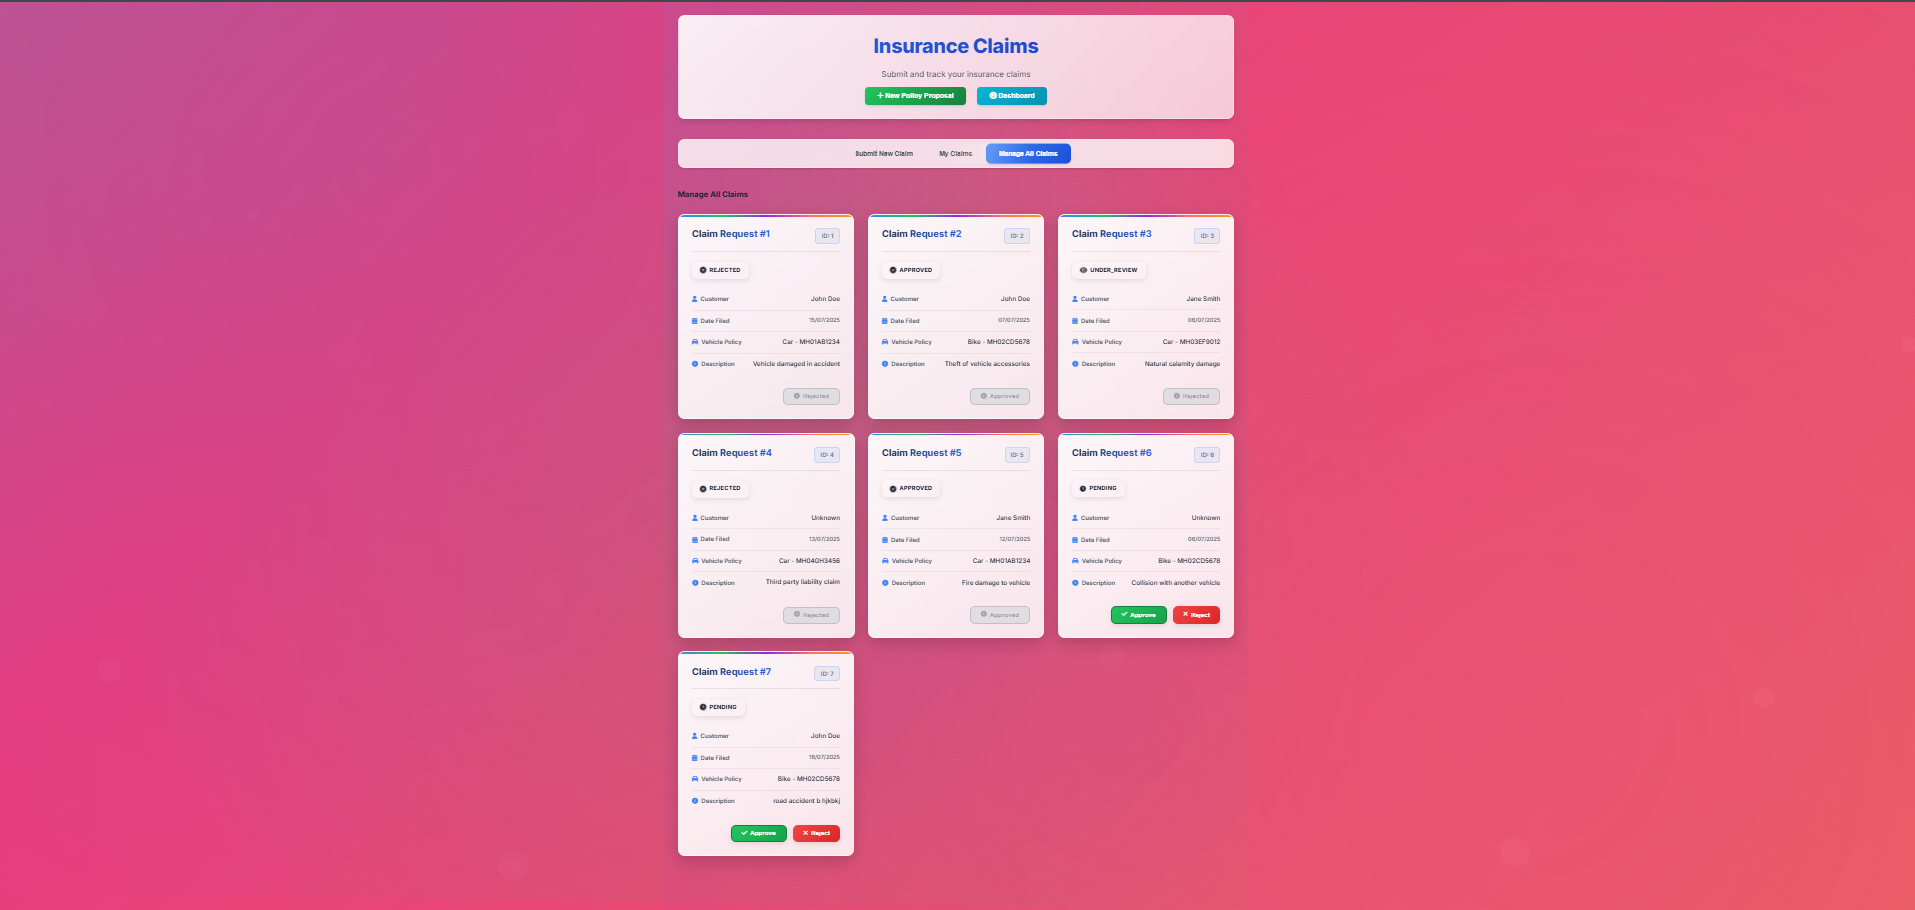 Insurance Claims
Submit and track your insurance claims
New Policy Proposal
Dashboard
Submit New Claim
My Claims
Manage All Claims
Manage All Claims
Claim Request #1
ID: 1
REJECTED
Customer John Doe
Date Filed 15/07/2025
Vehicle Policy Car - MH01AB1234
Description Vehicle damaged in accident
Rejected
Claim Request #2
ID: 2
APPROVED
Customer John Doe
Date Filed 07/07/2025
Vehicle Policy Bike - MH02CD5678
Description Theft of vehicle accessories
Approved
Claim Request #3
ID: 3
UNDER_REVIEW
Customer Jane Smith
Date Filed 06/07/2025
Vehicle Policy Car - MH03EF9012
Description Natural calamity damage
Rejected
Claim Request #4
ID: 4
REJECTED
Customer Unknown
Date Filed 13/07/2025
Vehicle Policy Car - MH04GH3456
Description Third party liability claim
Rejected
Claim Request #5
ID: 5
APPROVED
Customer Jane Smith
Date Filed 12/07/2025
Vehicle Policy Car - MH01AB1234
Description Fire damage to vehicle
Approved
Claim Request #6
ID: 6
PENDING
Customer Unknown
Date Filed 06/07/2025
Vehicle Policy Bike - MH02CD5678
Description Collision with another vehicle
Approve
Reject
Claim Request #7
ID: 7
PENDING
Customer John Doe
Date Filed 16/07/2025
Vehicle Policy Bike - MH02CD5678
Description road accident b hjkbkj
Approve
Reject